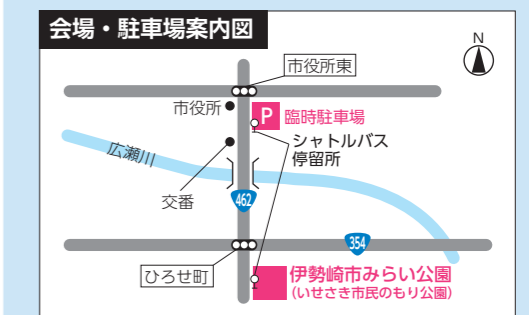 会場・駐車場案内図
N
市役所東
市役所
P 臨時駐車場
シャトルバス
停留所
広瀬川
交番
462
354
ひろせ町
伊勢崎市みらい公園
(いせさき市民のもり公園)